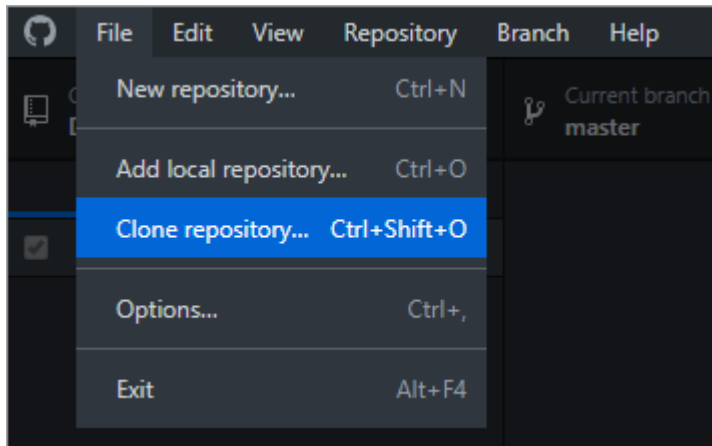 File Edit View Repository Branch Help
New repository... Ctrl+N
Current branch
master
Add local repository... Ctrl+O
Clone repository... Ctrl+Shift+O
Options... Ctrl+,
Exit Alt+F4